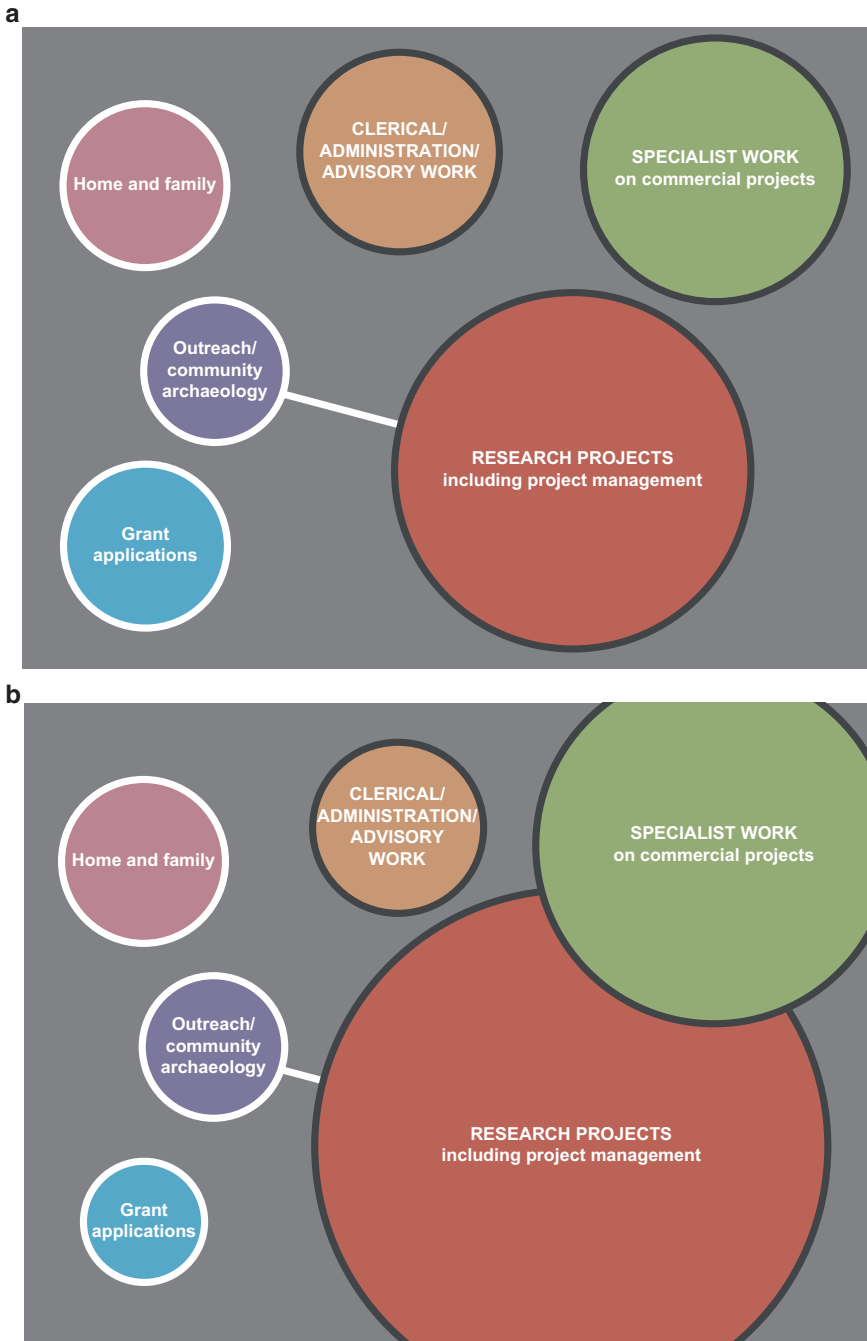 a
Home and family
CLERICAL/
ADMINISTRATION/
ADVISORY WORK
SPECIALIST WORK
on commercial projects
Outreach/
community
archaeology
RESEARCH PROJECTS
including project management
Grant
applications
b
Home and family
CLERICAL/
ADMINISTRATION/
ADVISORY
WORK
SPECIALIST WORK
on commercial projects
Outreach/
community
archaeology
RESEARCH PROJECTS
including project management
Grant
applications